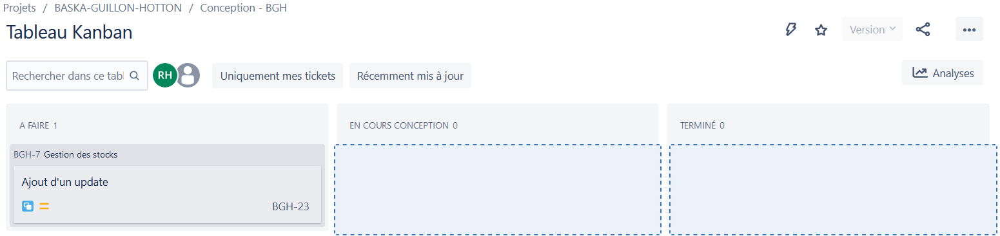 Projets / BASKA-GUILLON-HOTTON / Conception - BGH
Tableau Kanban
Version
Rechercher dans ce tabl
RH
Uniquement mes tickets
Récemment mis à jour
Analyses
A FAIRE 1
EN COURS CONCEPTION 0
TERMINÉ 0
BGH-7 Gestion des stocks
Ajout d'un update
BGH-23